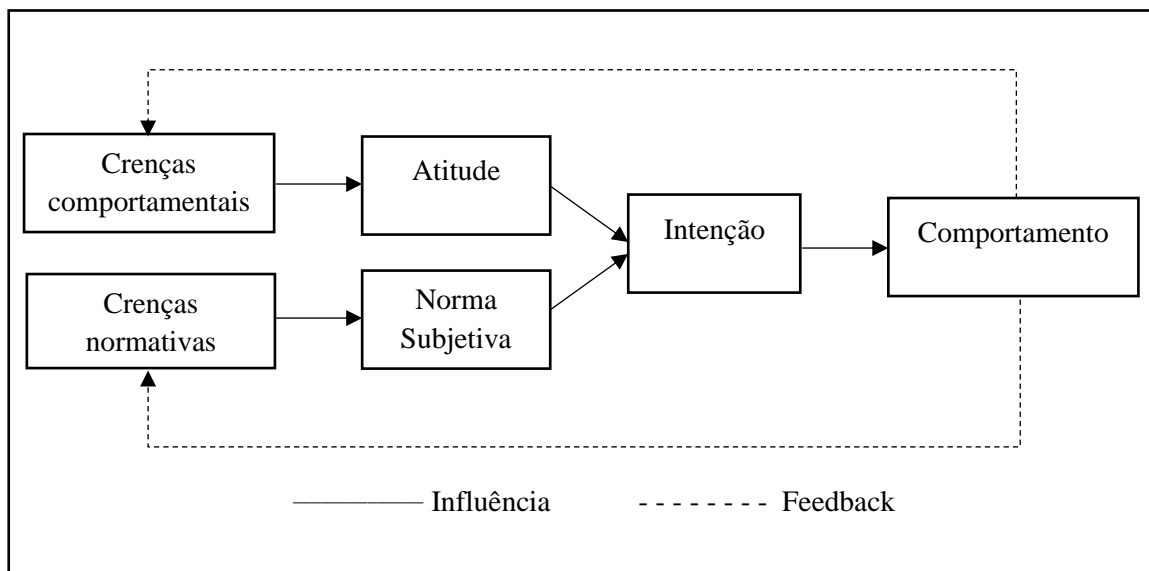 Crenças
comportamentais
Atitude
Intenção
Comportamento
Crenças
normativas
Norma
Subjetiva
Influência
Feedback